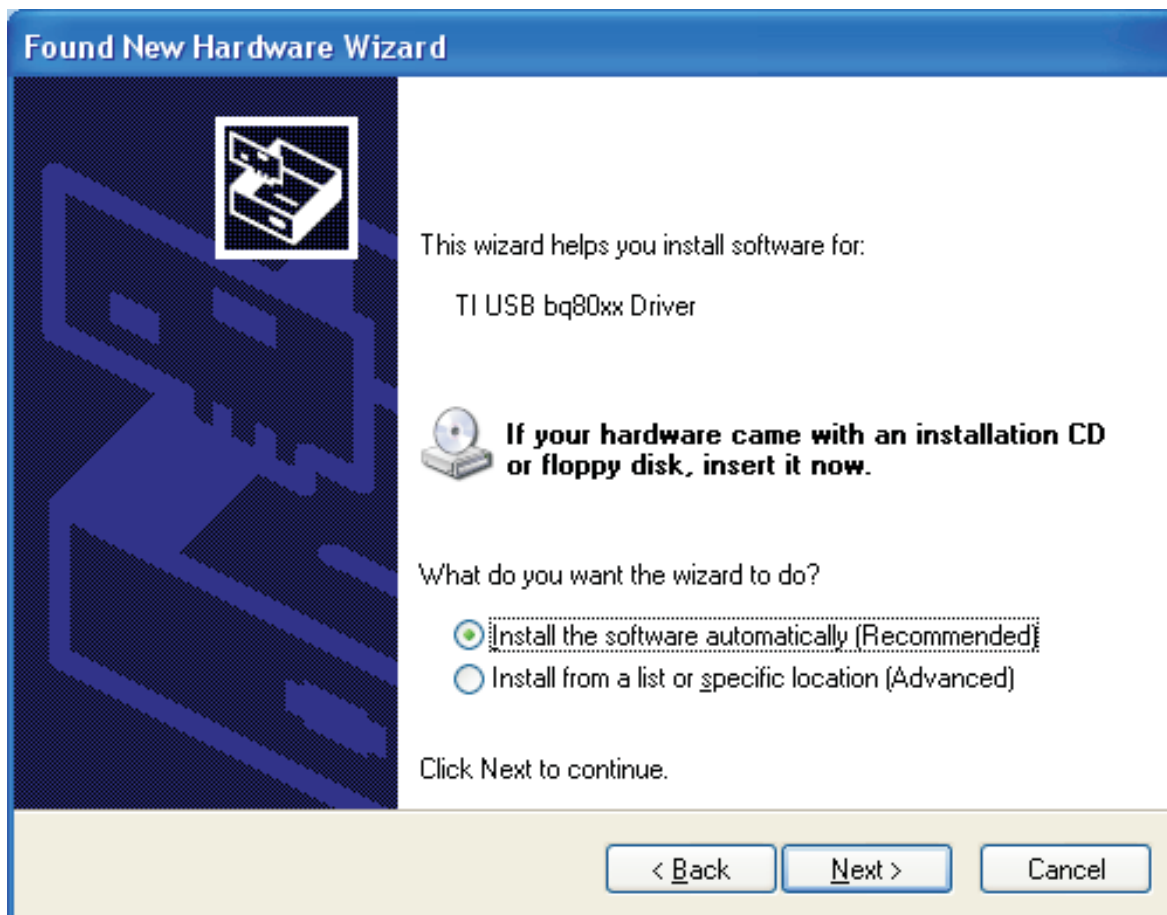 Found New Hardware Wizard
This wizard helps you install software for:
TI USB bq80xx Driver
If your hardware came with an installation CD
or floppy disk, insert it now.
What do you want the wizard to do?
Install the software automatically (Recommended)
Install from a list or specific location (Advanced)
Click Next to continue.
< Back
Next >
Cancel